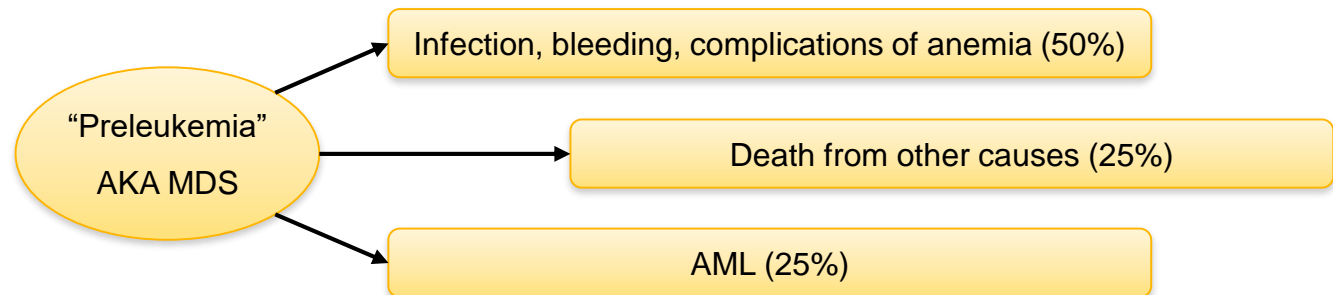 Infection, bleeding, complications of anemia (50%)
“Preleukemia”
AKA MDS
Death from other causes (25%)
AML (25%)